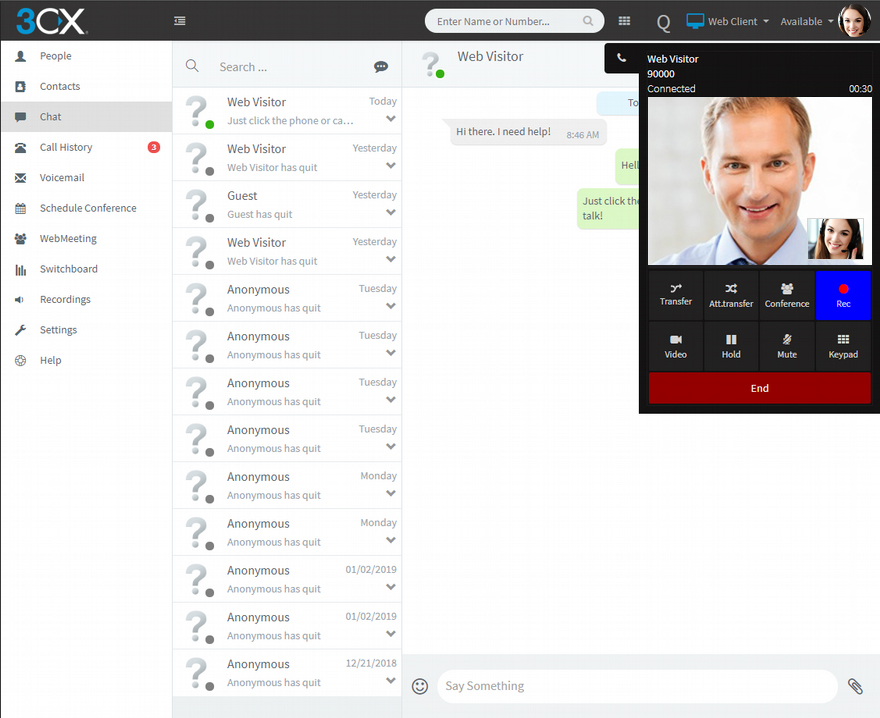 3CX
Enter Name or Number...
Q
Web Client
Available
People
Contacts
Chat
Call History
3
Voicemail
Schedule Conference
WebMeeting
Switchboard
Recordings
Settings
Help
Search ...
Web Visitor
Today
Just click the phone or ca...
Web Visitor
Yesterday
Web Visitor has quit
Guest
Yesterday
Guest has quit
Web Visitor
Yesterday
Web Visitor has quit
Anonymous
Tuesday
Anonymous has quit
Anonymous
Tuesday
Anonymous has quit
Anonymous
Tuesday
Anonymous has quit
Anonymous
Tuesday
Anonymous has quit
Anonymous
Monday
Anonymous has quit
Anonymous
Monday
Anonymous has quit
Anonymous
01/02/2019
Anonymous has quit
Anonymous
01/02/2019
Anonymous has quit
Anonymous
12/21/2018
Anonymous has quit
Web Visitor
To
Hi there. I need help!
8:46 AM
Hell
Just click the
talk!
Say Something
Web Visitor
90000
Connected
00:30
Transfer
Att.transfer
Conference
Rec
Video
Hold
Mute
Keypad
End